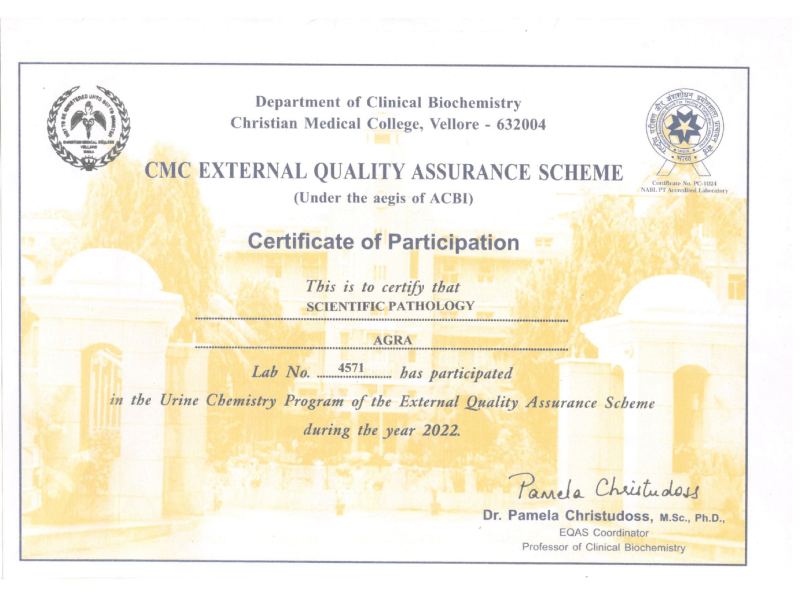 Department of Clinical Biochemistry
Christian Medical College, Vellore - 632004
CMC EXTERNAL QUALITY ASSURANCE SCHEME
(Under the aegis of ACBI)
Certificate No. PC-1024
NABL PT Accredited Laboratory
Certificate of Participation
This is to certify that
SCIENTIFIC PATHOLOGY
AGRA
Lab No. 4571 has participated
in the Urine Chemistry Program of the External Quality Assurance Scheme
during the year 2022.
Pamela Christudoss
Dr. Pamela Christudoss, M.Sc., Ph.D.,
EQAS Coordinator
Professor of Clinical Biochemistry